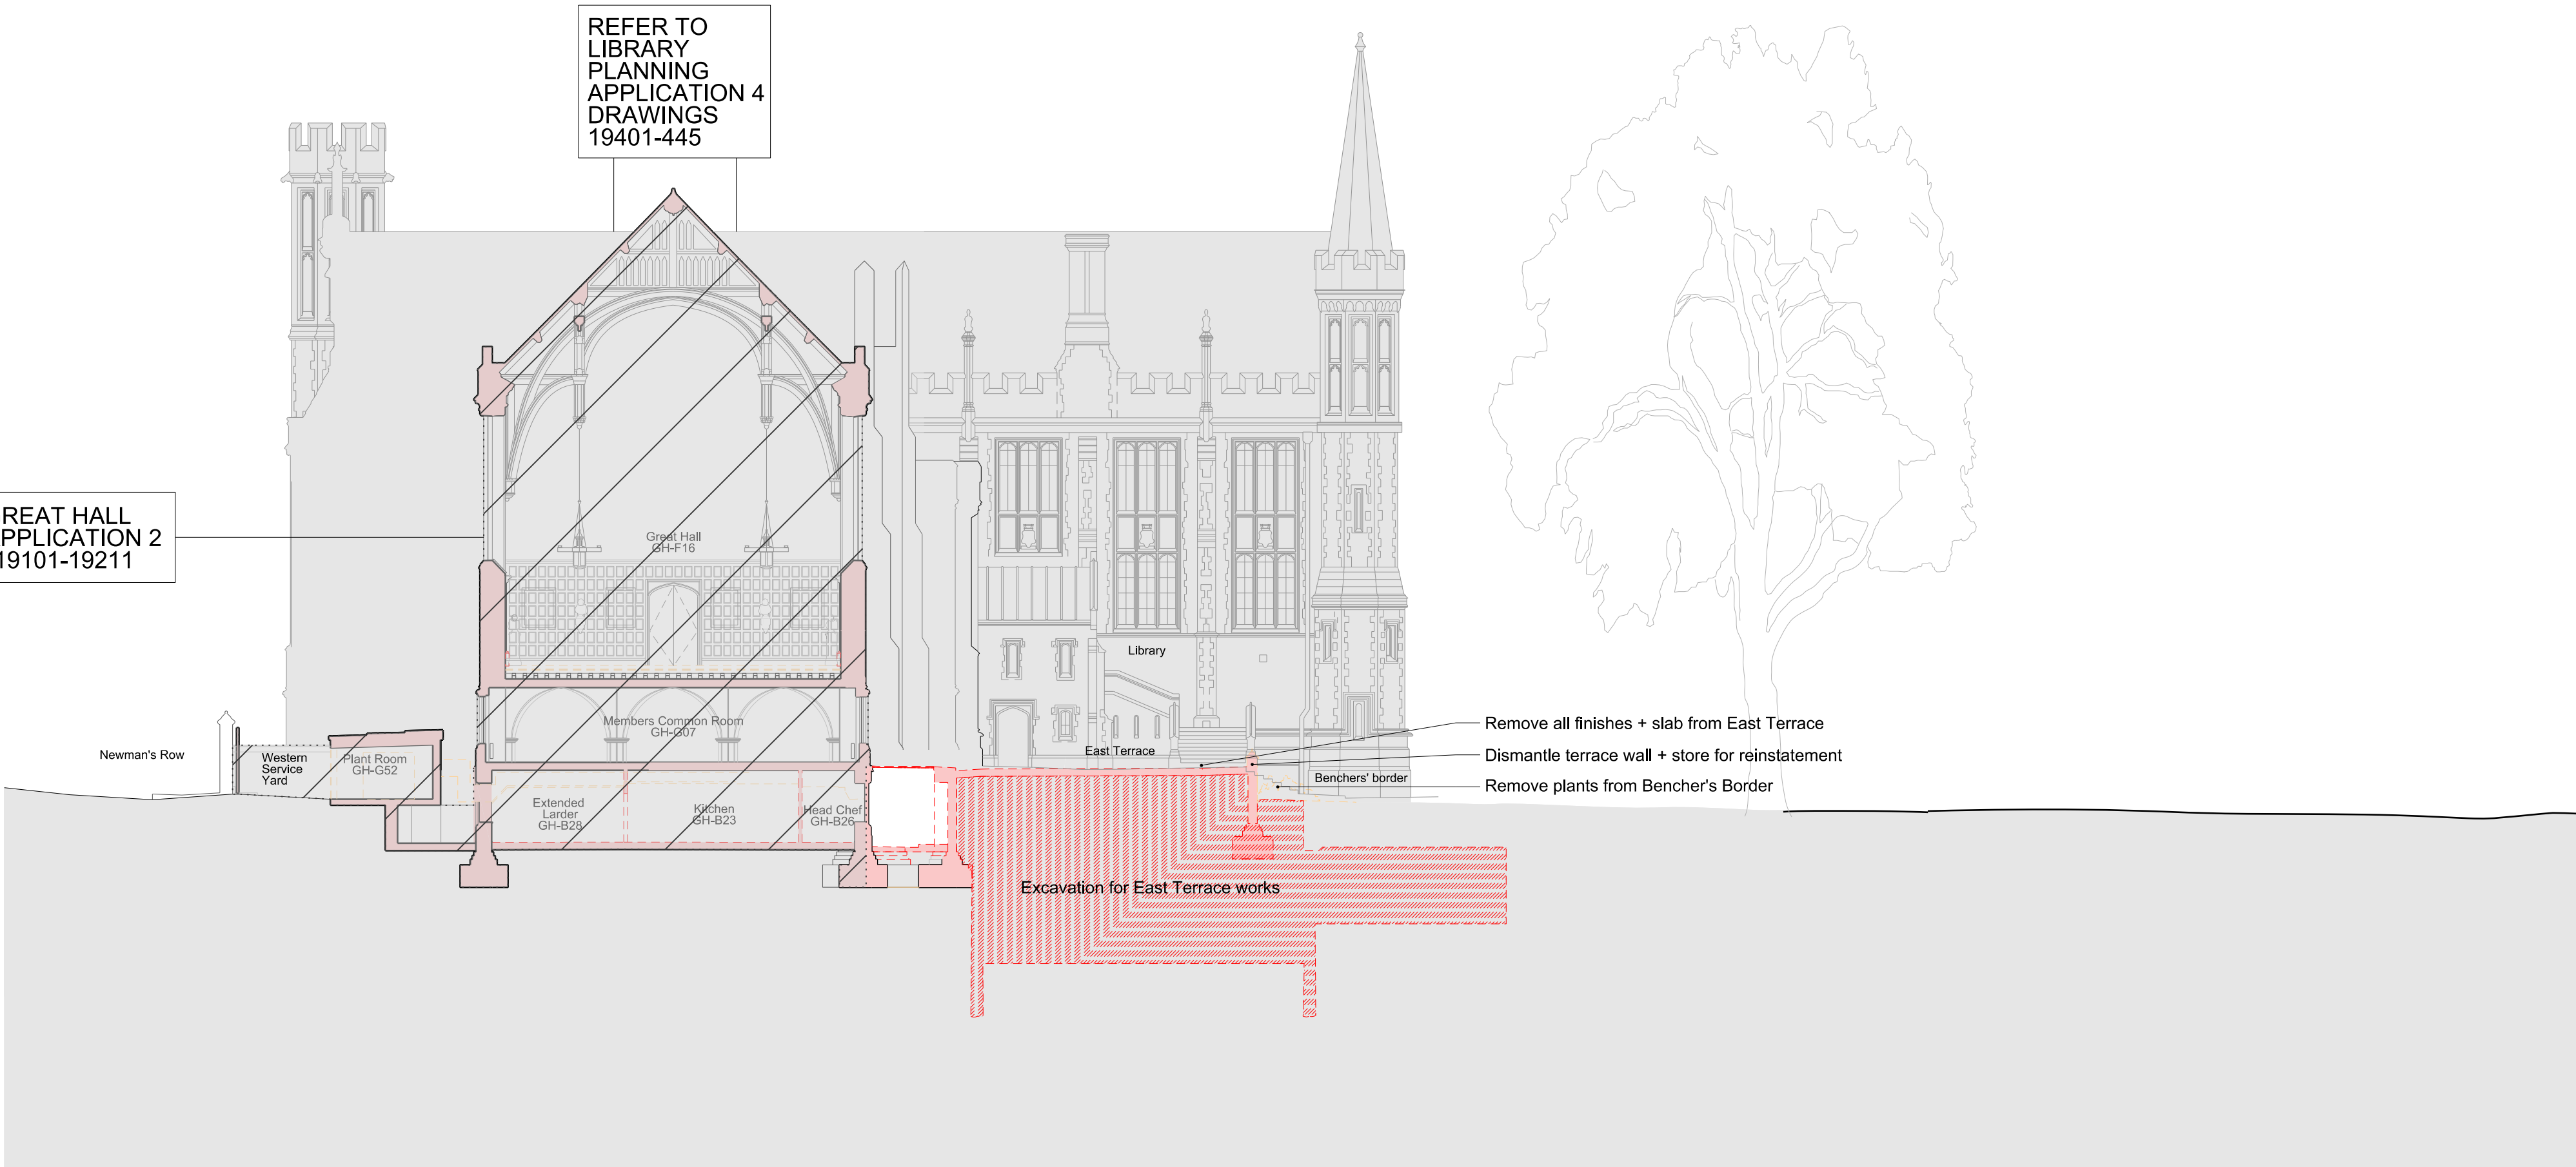 REFER TO
LIBRARY
PLANNING
APPLICATION 4
DRAWINGS
19401-445
REAT HALL
PPLICATION 2
19101-19211
Great Hall
GH-F16
Library
Members Common Room
GH-G07
Newman's Row
Western
Service
Yard
Plant Room
GH-G52
East Terrace
Benchers' border
Remove all finishes + slab from East Terrace
Dismantle terrace wall + store for reinstatement
Remove plants from Bencher's Border
Extended
Larder
GH-B28
Kitchen
GH-B23
Head Chef
GH-B26
Excavation for East Terrace works